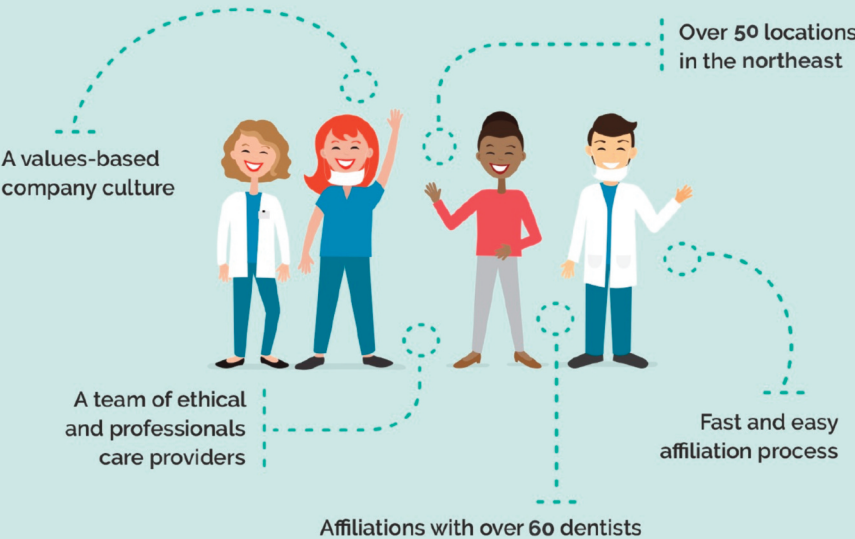 Over 50 locations
in the northeast
A values-based
company culture
A team of ethical
and professionals
care providers
Fast and easy
affiliation process
Affiliations with over 60 dentists